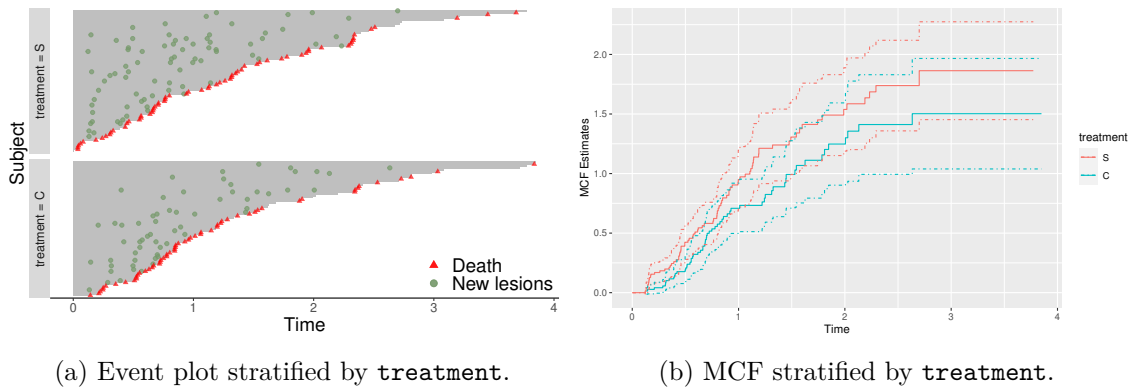 Subject
treatment = S
treatment = C
Death
New lesions
0 1 2 3 4
Time
(a) Event plot stratified by treatment.
MCF Estimates
2.0
1.5
1.0
0.5
0.0
0 1 2 3 4
Time
treatment
S
C
(b) MCF stratified by treatment.